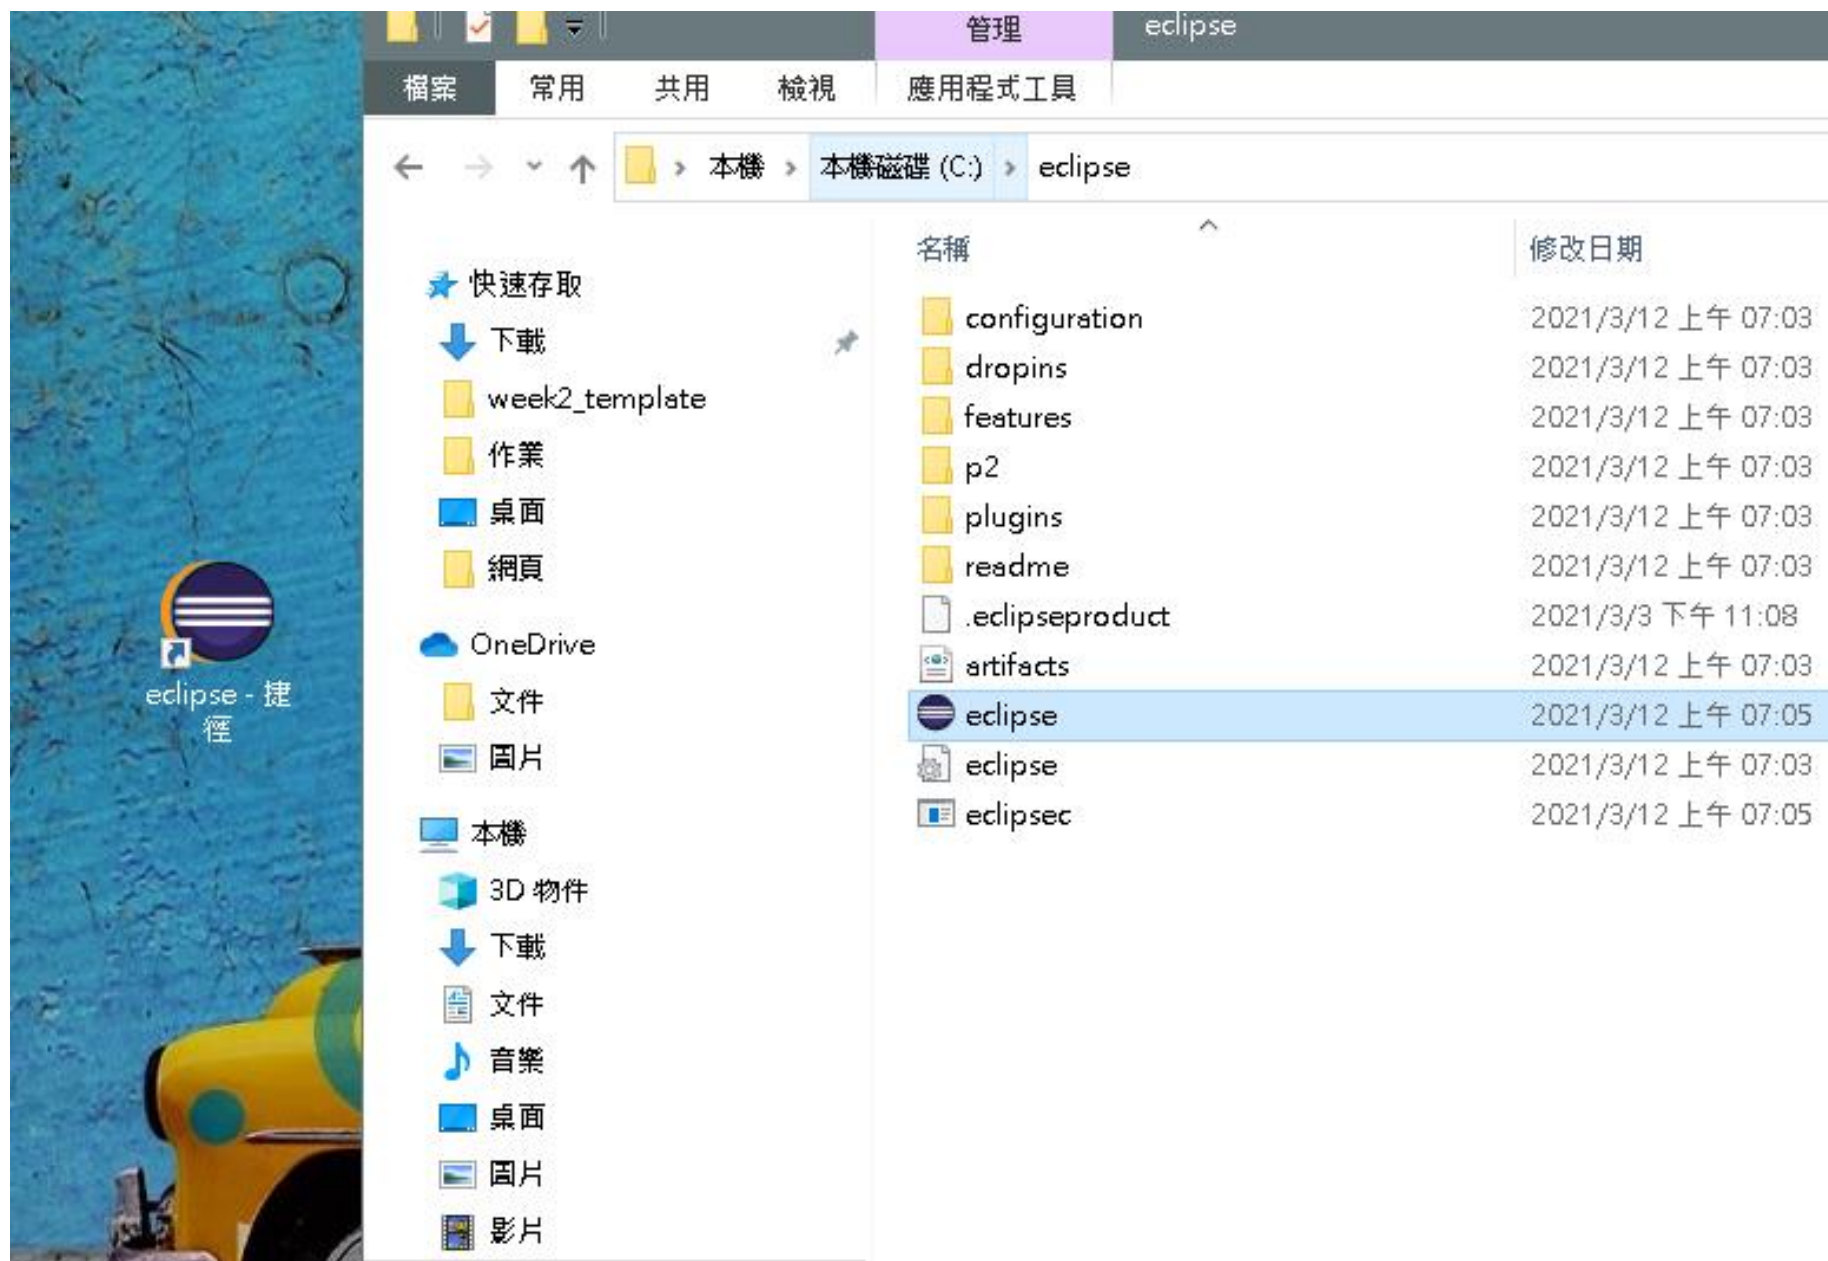 管理
eclipse
檔案
常用
共用
檢視
應用程式工具
本機
本機磁碟 (C:)
eclipse
快速存取
下載
week2_template
作業
桌面
網頁
OneDrive
文件
圖片
本機
3D 物件
下載
文件
音樂
桌面
圖片
影片
名稱
修改日期
configuration 2021/3/12 上午 07:03
dropins 2021/3/12 上午 07:03
features 2021/3/12 上午 07:03
p2 2021/3/12 上午 07:03
plugins 2021/3/12 上午 07:03
readme 2021/3/12 上午 07:03
.eclipseproduct 2021/3/3 下午 11:08
artifacts 2021/3/12 上午 07:03
eclipse 2021/3/12 上午 07:05
eclipse 2021/3/12 上午 07:03
eclipsec 2021/3/12 上午 07:05
eclipse - 捷
徑